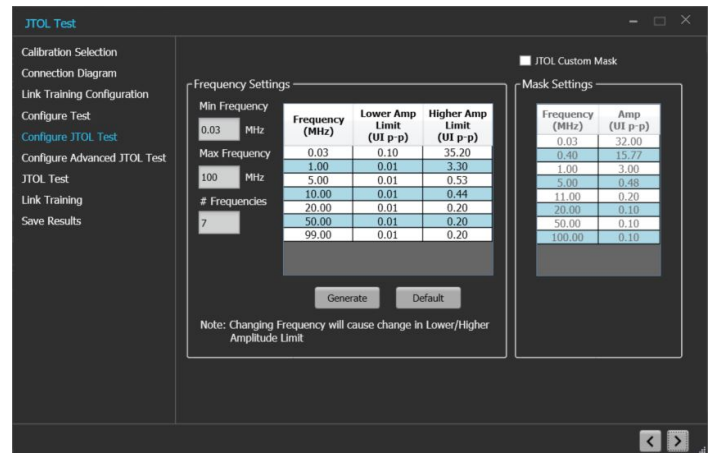 JTOL Test
Calibration Selection
Connection Diagram
Link Training Configuration
Configure Test
Configure JTOL Test
Configure Advanced JTOL Test
JTOL Test
Link Training
Save Results
JTOL Custom Mask
Frequency Settings
Min Frequency
0.03 MHz
Max Frequency
100 MHz
# Frequencies
7
Frequency (MHz) Lower Amp Limit (UI p-p) Higher Amp Limit (UI p-p)
0.03 0.10 35.20
1.00 0.01 3.30
5.00 0.01 0.53
10.00 0.01 0.44
20.00 0.01 0.20
50.00 0.01 0.20
99.00 0.01 0.20
Generate Default
Note: Changing Frequency will cause change in Lower/Higher
Amplitude Limit
Mask Settings
Frequency (MHz) Amp (UI p-p)
0.03 32.00
0.40 15.77
1.00 3.00
5.00 0.48
11.00 0.20
20.00 0.10
50.00 0.10
100.00 0.10